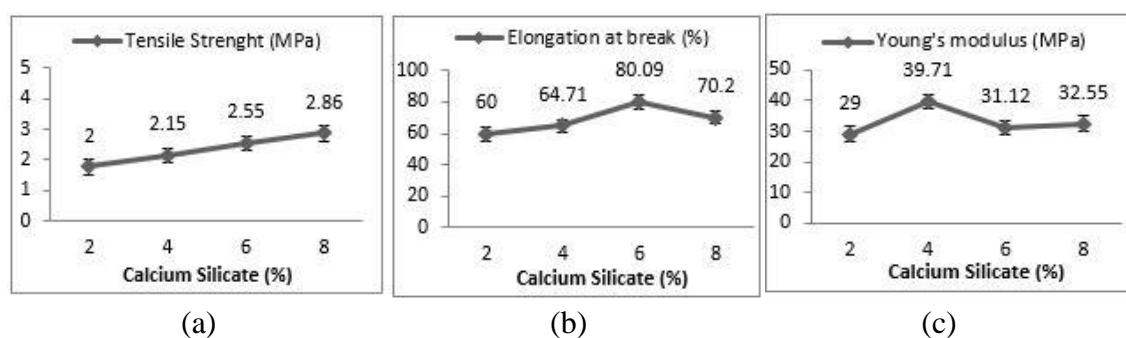 Tensile Strenght (MPa)
5
4
3
2
1
0
2
2.15
2.55
2.86
2 4 6 8
Calcium Silicate (%)
(a)
Elongation at break (%)
100
80
60
40
20
0
60
64.71
80.09
70.2
2 4 6 8
Calcium Silicate (%)
(b)
Young's modulus (MPa)
50
40
30
20
10
0
29
39.71
31.12
32.55
2 4 6 8
Calcium Silicate (%)
(c)